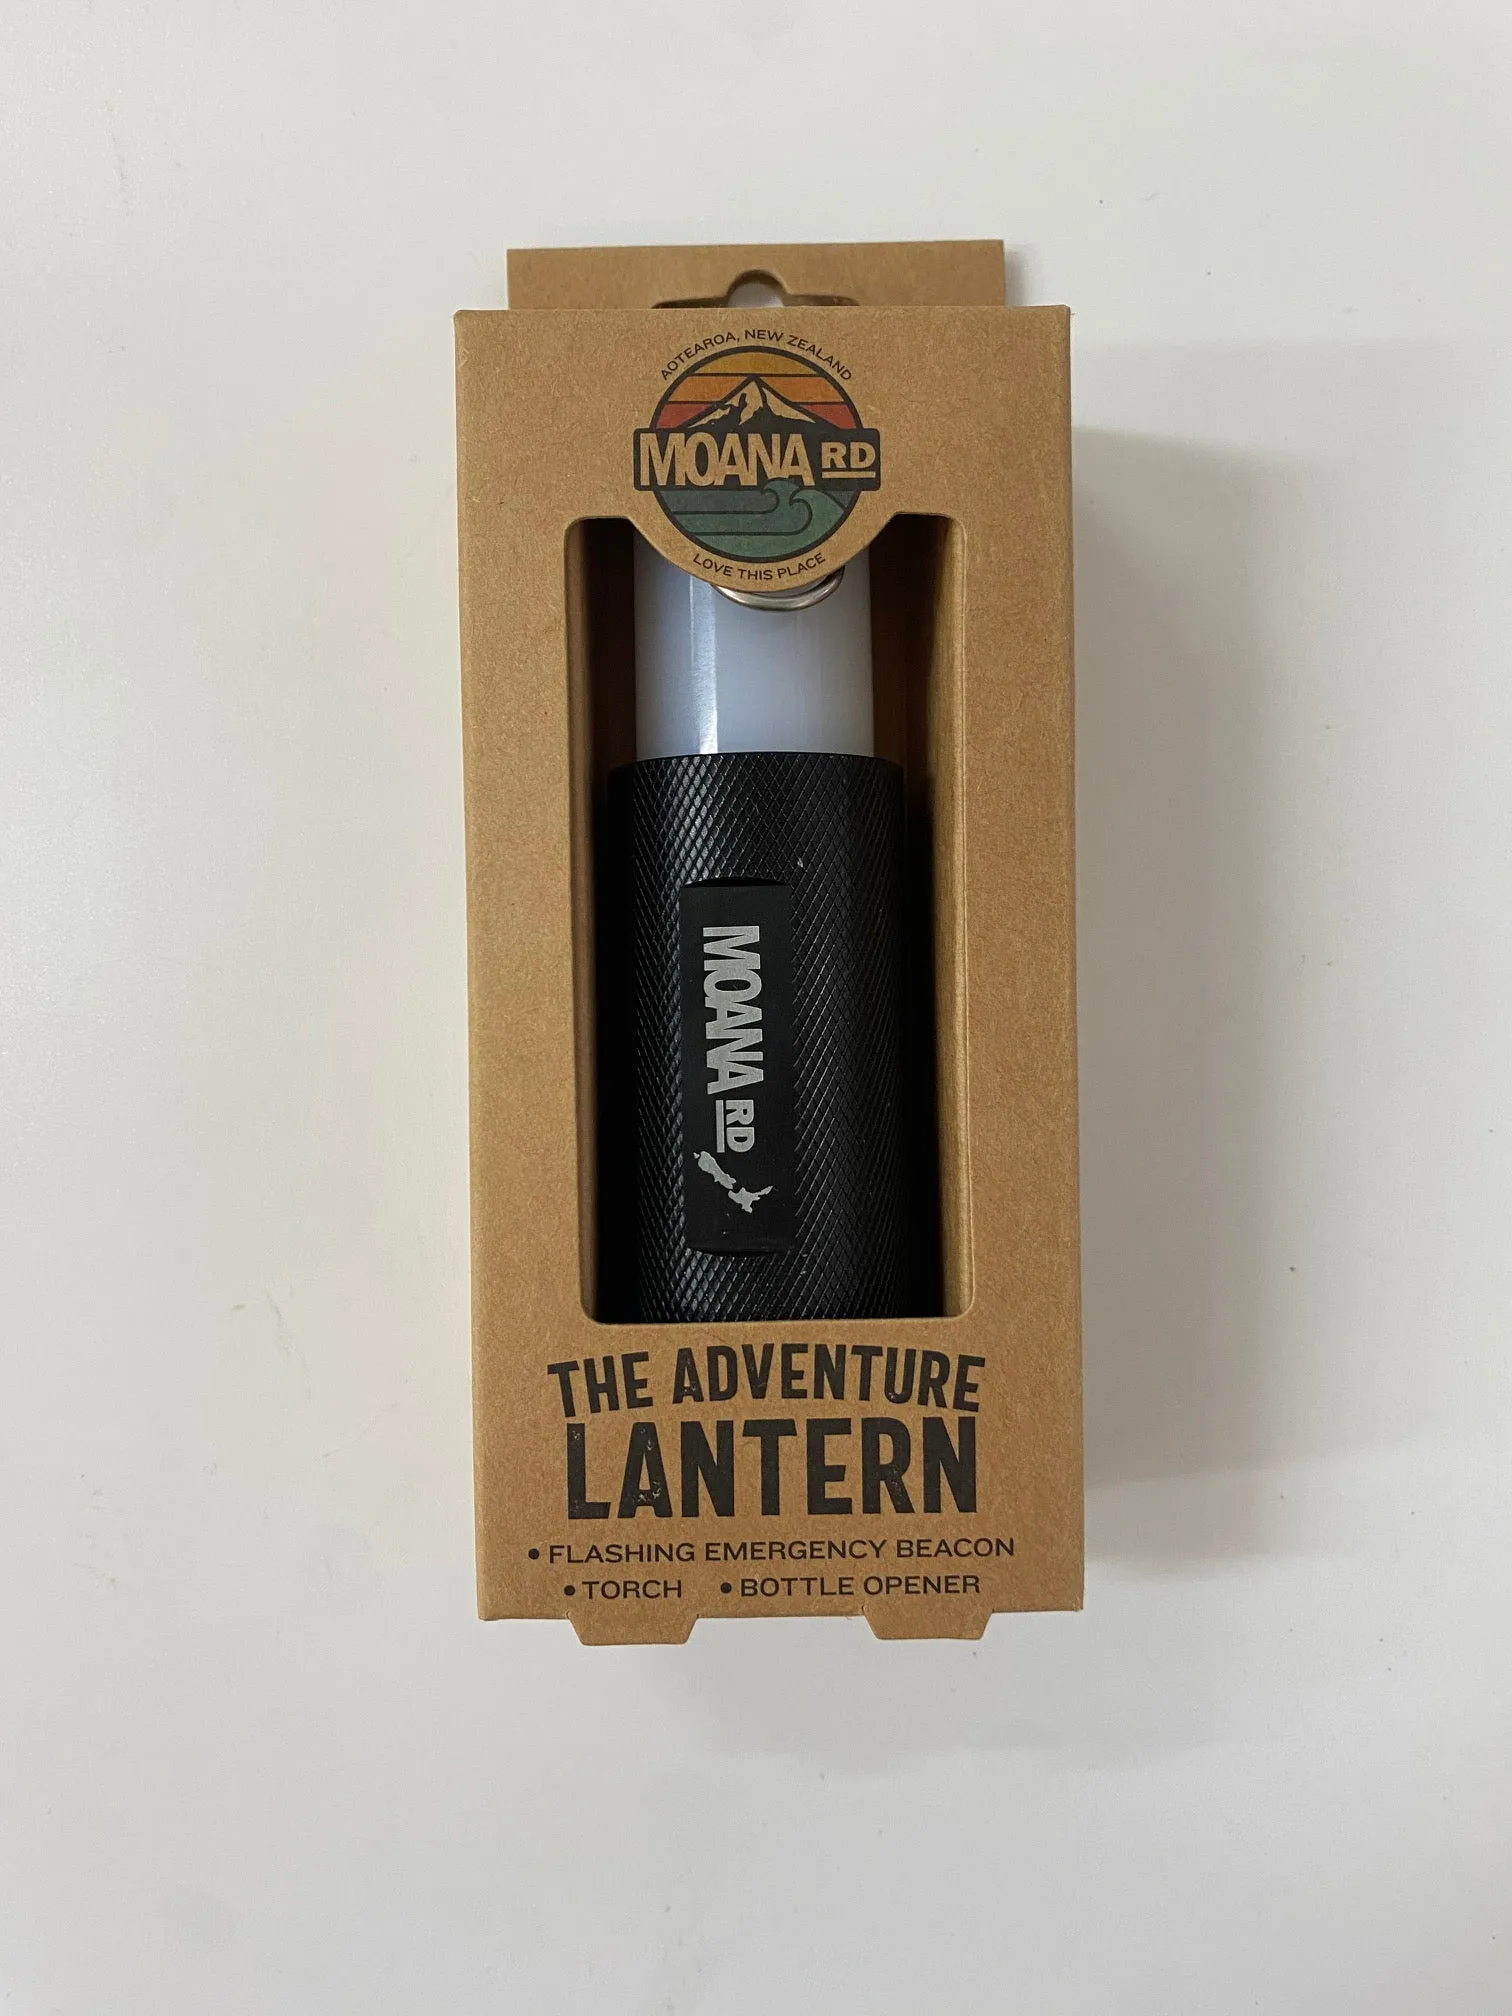 AOTEAROA, NEW ZEALAND
MOANA RD
LOVE THIS PLACE
MOANA RD
THE ADVENTURE
LANTERN
• FLASHING EMERGENCY BEACON
• TORCH • BOTTLE OPENER